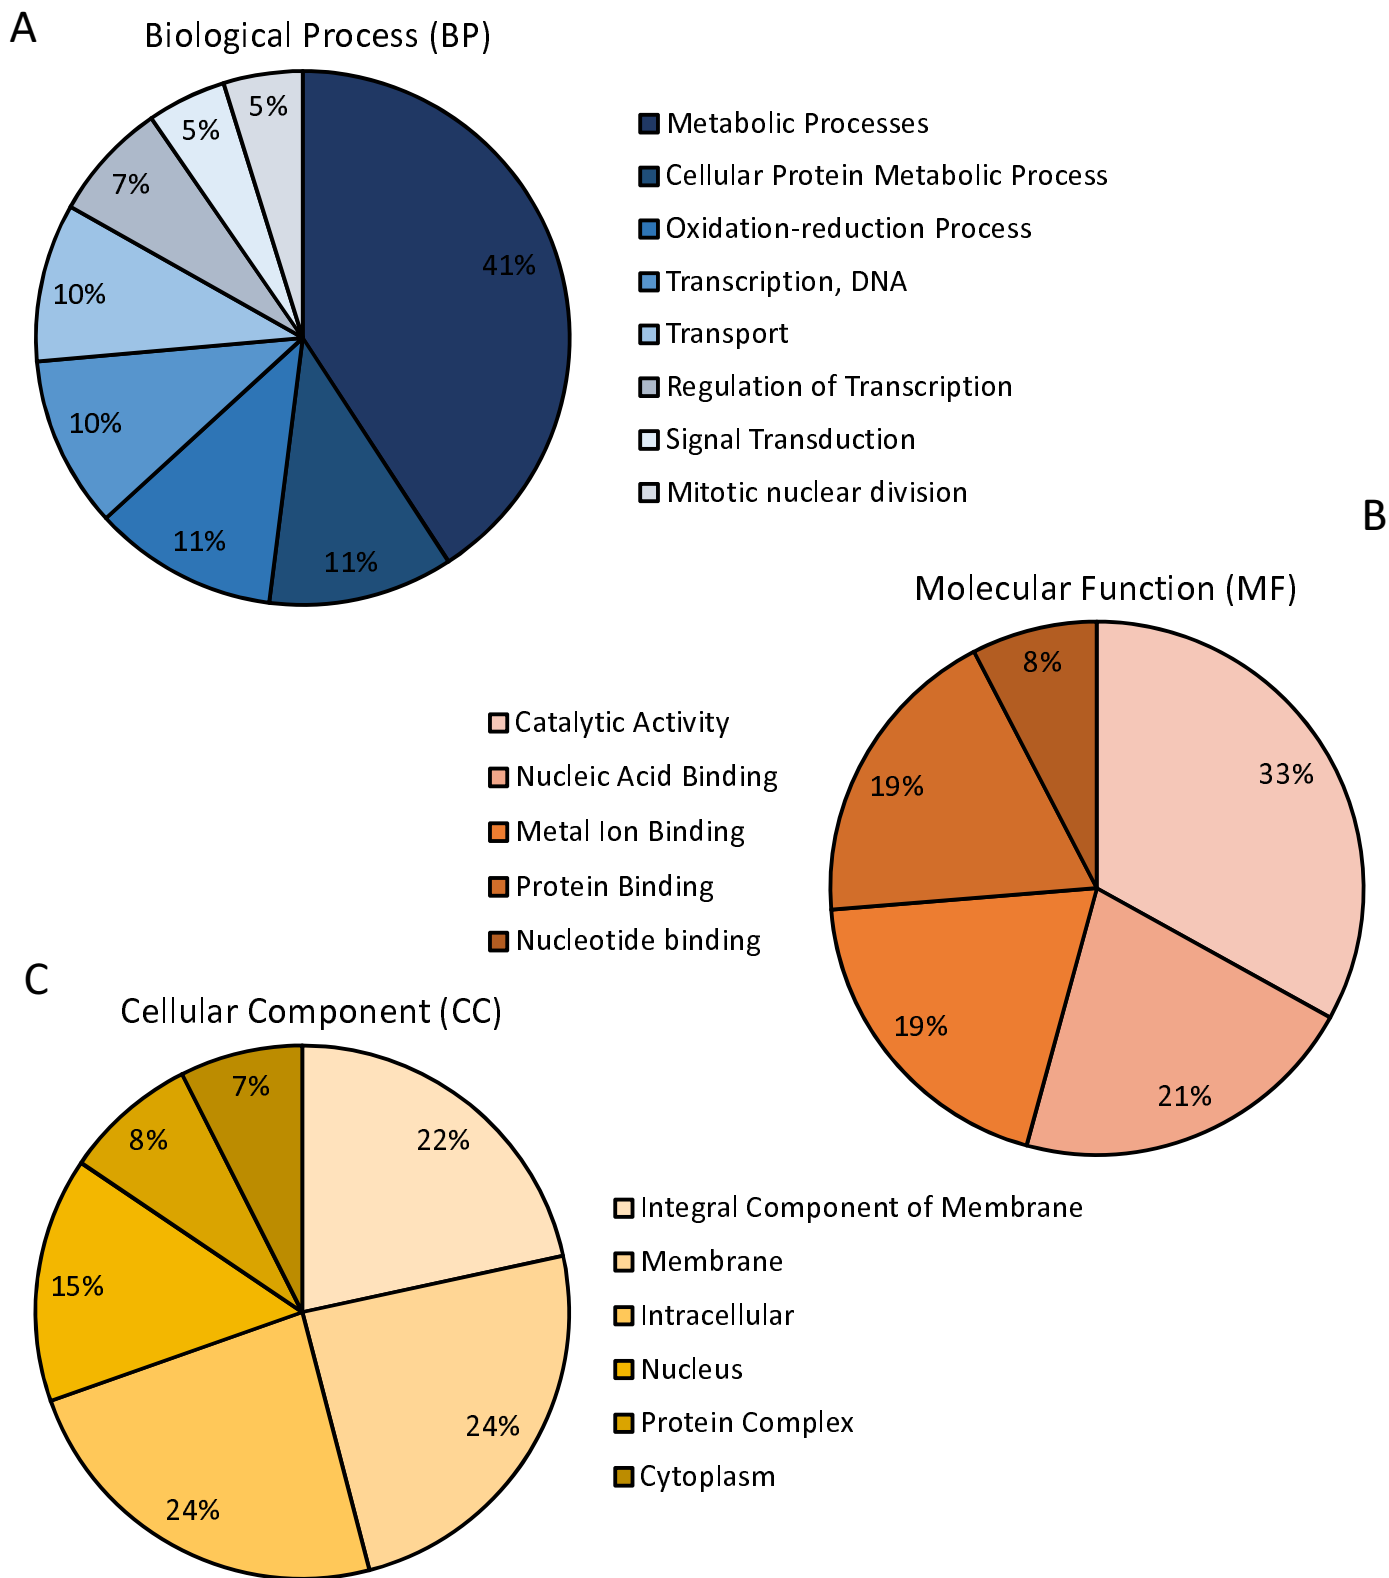 A
Biological Process (BP)
5%
5%
7%
41%
10%
10%
11%
11%
Metabolic Processes
Cellular Protein Metabolic Process
Oxidation-reduction Process
Transcription, DNA
Transport
Regulation of Transcription
Signal Transduction
Mitotic nuclear division
B
Molecular Function (MF)
8%
33%
19%
19%
21%
Catalytic Activity
Nucleic Acid Binding
Metal Ion Binding
Protein Binding
Nucleotide binding
C
Cellular Component (CC)
7%
22%
8%
15%
24%
24%
Integral Component of Membrane
Membrane
Intracellular
Nucleus
Protein Complex
Cytoplasm